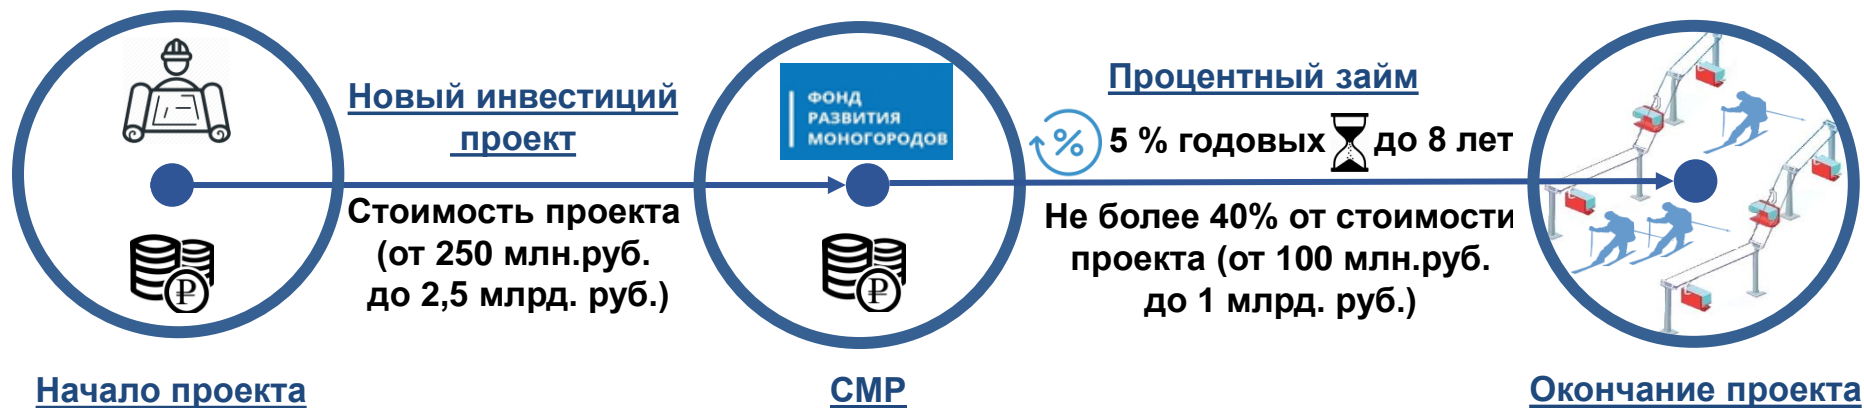 Новый инвестиций
проект
Стоимость проекта
(от 250 млн.руб.
до 2,5 млрд. руб.)
ФОНД
РАЗВИТИЯ
МОНОГОРОДОВ
Процентный займ
% 5 % годовых до 8 лет
Не более 40% от стоимости
проекта (от 100 млн.руб.
до 1 млрд. руб.)
₽
₽
Начало проекта
СМР
Окончание проекта